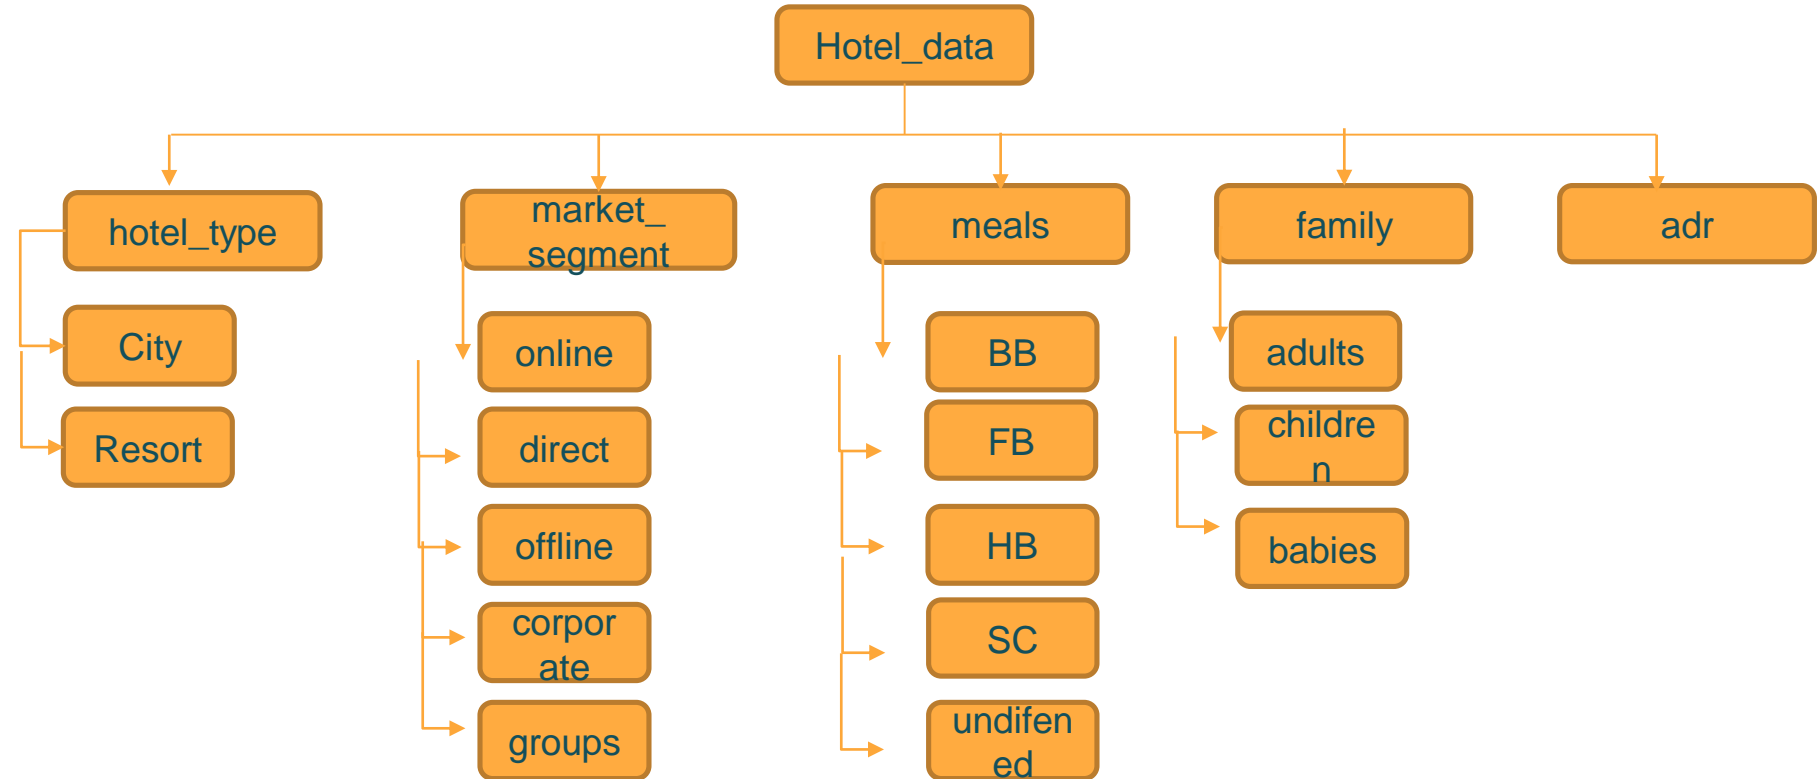 Hotel_data
hotel_type
market_
segment
meals
family
adr
City
Resort
online
direct
offline
corpor
ate
groups
BB
FB
HB
SC
undifen
ed
adults
childre
n
babies